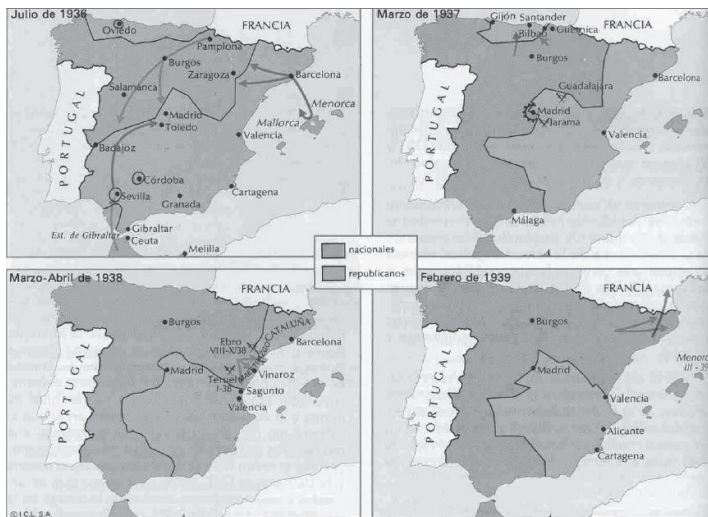 Julio de 1936
FRANCIA
Oviedo
Pamplona
Burgos
Zaragoza
Barcelona
Salamanca
Menorca
Mallorca
Madrid
Toledo
Valencia
PORTUGAL
Badajoz
Córdoba
Sevilla
Granada
Cartagena
Est. de Gibraltar
Gibraltar
Ceuta
Melilla
Marzo de 1937
Gijón
Santander
FRANCIA
Bilbao
Guernica
Burgos
Guadalajara
Barcelona
Madrid
Jarama
Valencia
PORTUGAL
Málaga
nacionales
republicanos
Marzo-Abril de 1938
FRANCIA
Burgos
CATALUÑA
Ebro
VIII-X/38
Barcelona
Madrid
Teruel
I-38
Vinaroz
Sagunto
Valencia
PORTUGAL
© I.C.L. S.A.
Febrero de 1939
FRANCIA
Burgos
Menor
III - 39
Madrid
Valencia
PORTUGAL
Alicante
Cartagena